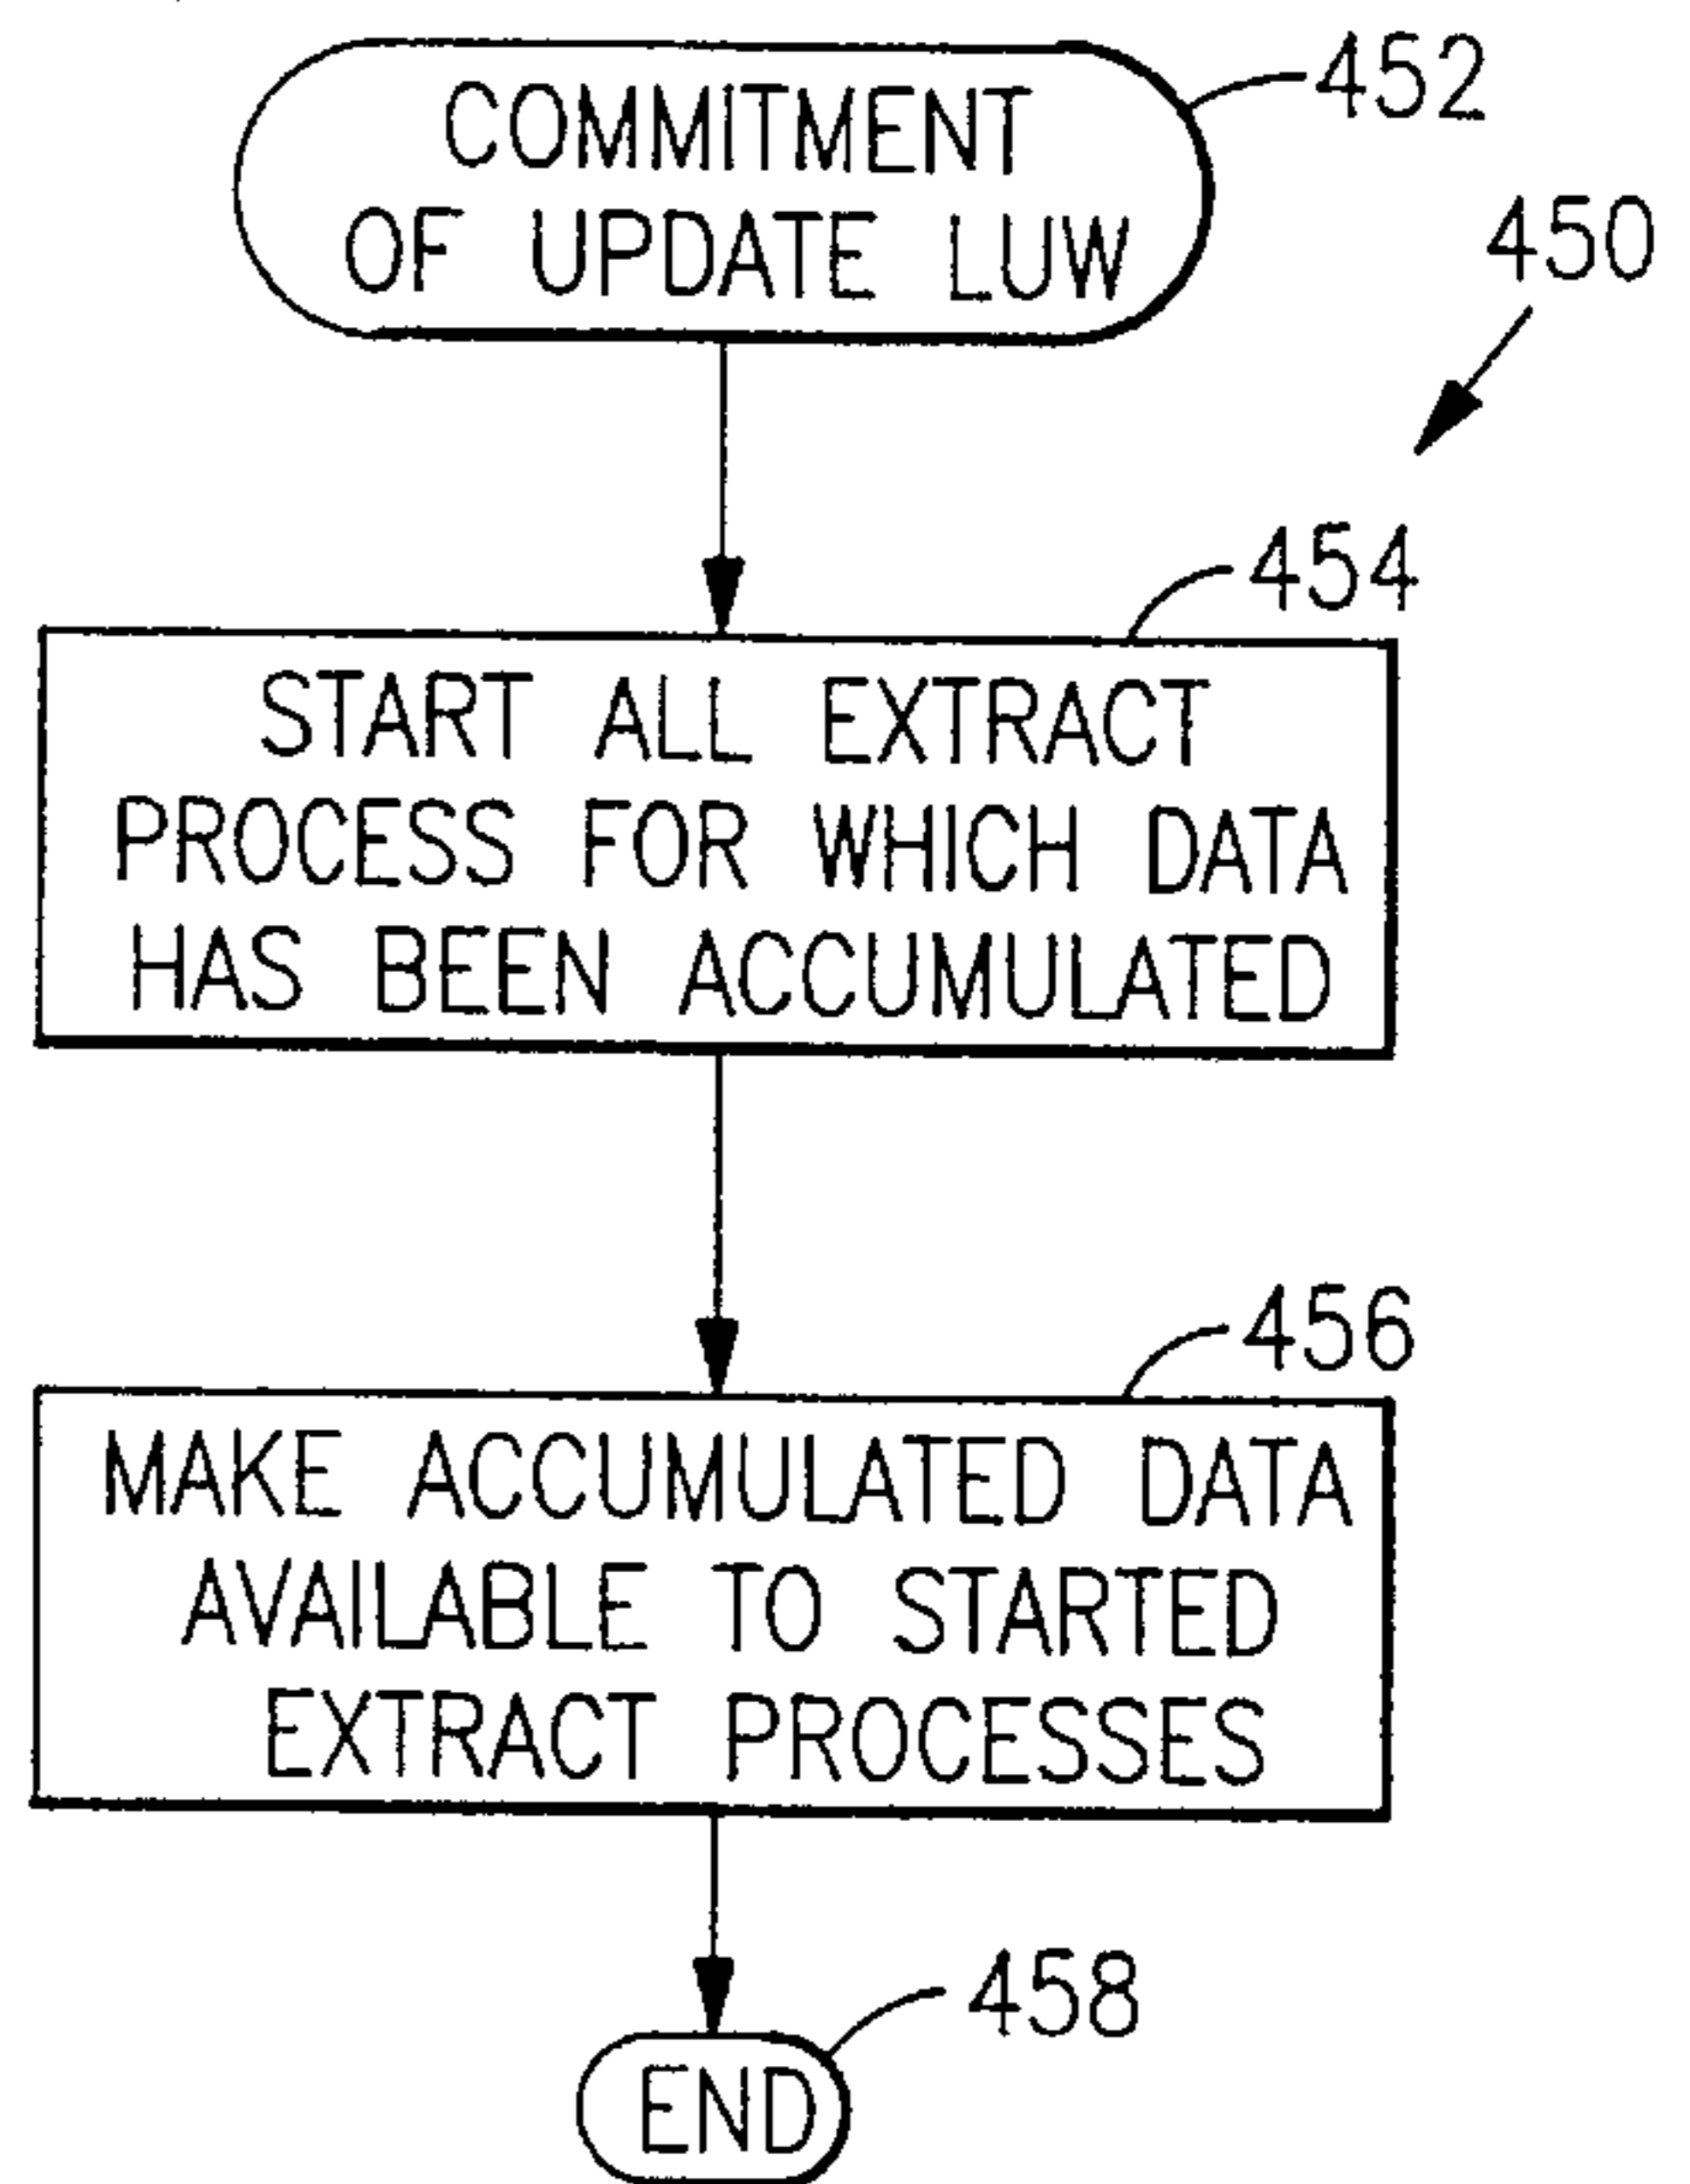 COMMITMENT
OF UPDATE LUW
452
450
454
START ALL EXTRACT
PROCESS FOR WHICH DATA
HAS BEEN ACCUMULATED
456
MAKE ACCUMULATED DATA
AVAILABLE TO STARTED
EXTRACT PROCESSES
458
END